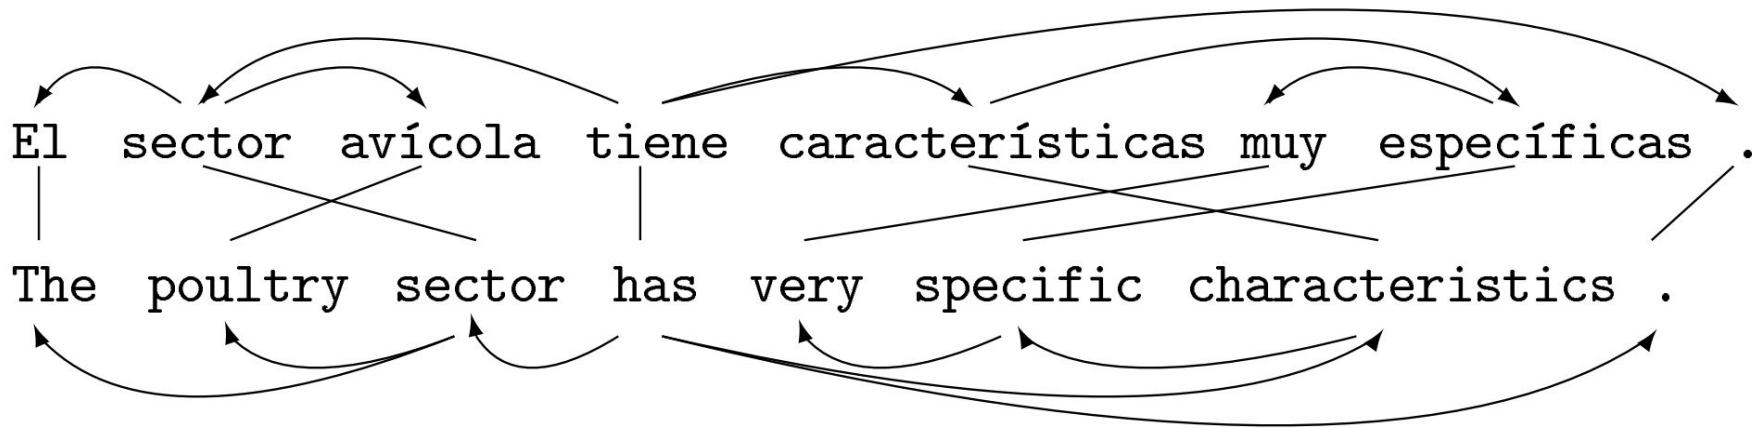 El sector avícola tiene características muy específicas .
The poultry sector has very specific characteristics .